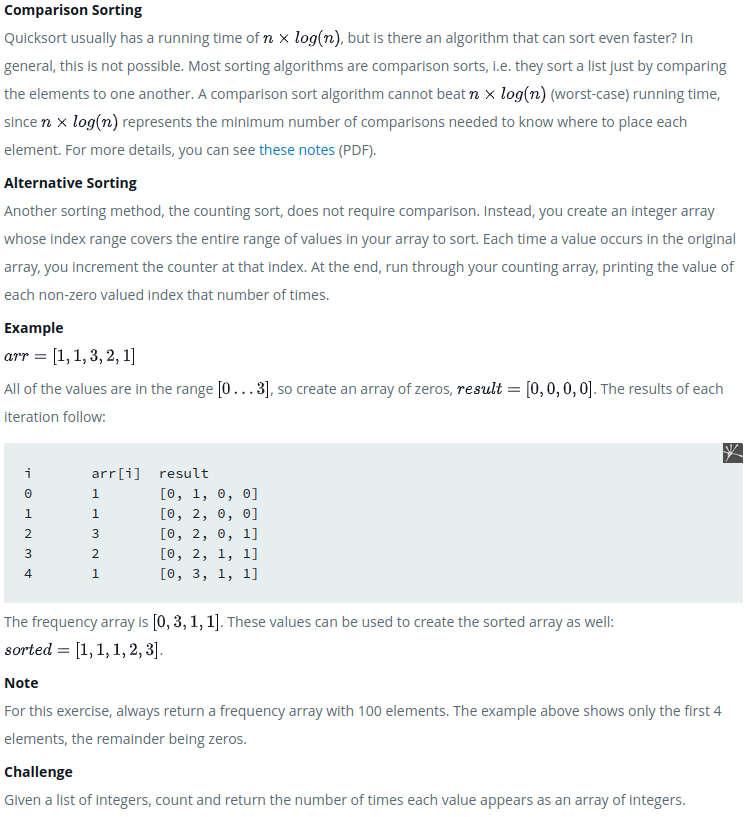 Comparison Sorting
Quicksort usually has a running time of n × log(n), but is there an algorithm that can sort even faster? In
general, this is not possible. Most sorting algorithms are comparison sorts, i.e. they sort a list just by comparing
the elements to one another. A comparison sort algorithm cannot beat n × log(n) (worst-case) running time,
since n × log(n) represents the minimum number of comparisons needed to know where to place each
element. For more details, you can see these notes (PDF).
Alternative Sorting
Another sorting method, the counting sort, does not require comparison. Instead, you create an integer array
whose index range covers the entire range of values in your array to sort. Each time a value occurs in the original
array, you increment the counter at that index. At the end, run through your counting array, printing the value of
each non-zero valued index that number of times.
Example
arr = [1, 1, 3, 2, 1]
All of the values are in the range [0 . . . 3], so create an array of zeros, result = [0, 0, 0, 0]. The results of each
iteration follow:
i arr[i] result
0 1 [0, 1, 0, 0]
1 1 [0, 2, 0, 0]
2 3 [0, 2, 0, 1]
3 2 [0, 2, 1, 1]
4 1 [0, 3, 1, 1]
The frequency array is [0, 3, 1, 1]. These values can be used to create the sorted array as well:
sorted = [1, 1, 1, 2, 3].
Note
For this exercise, always return a frequency array with 100 elements. The example above shows only the first 4
elements, the remainder being zeros.
Challenge
Given a list of integers, count and return the number of times each value appears as an array of integers.